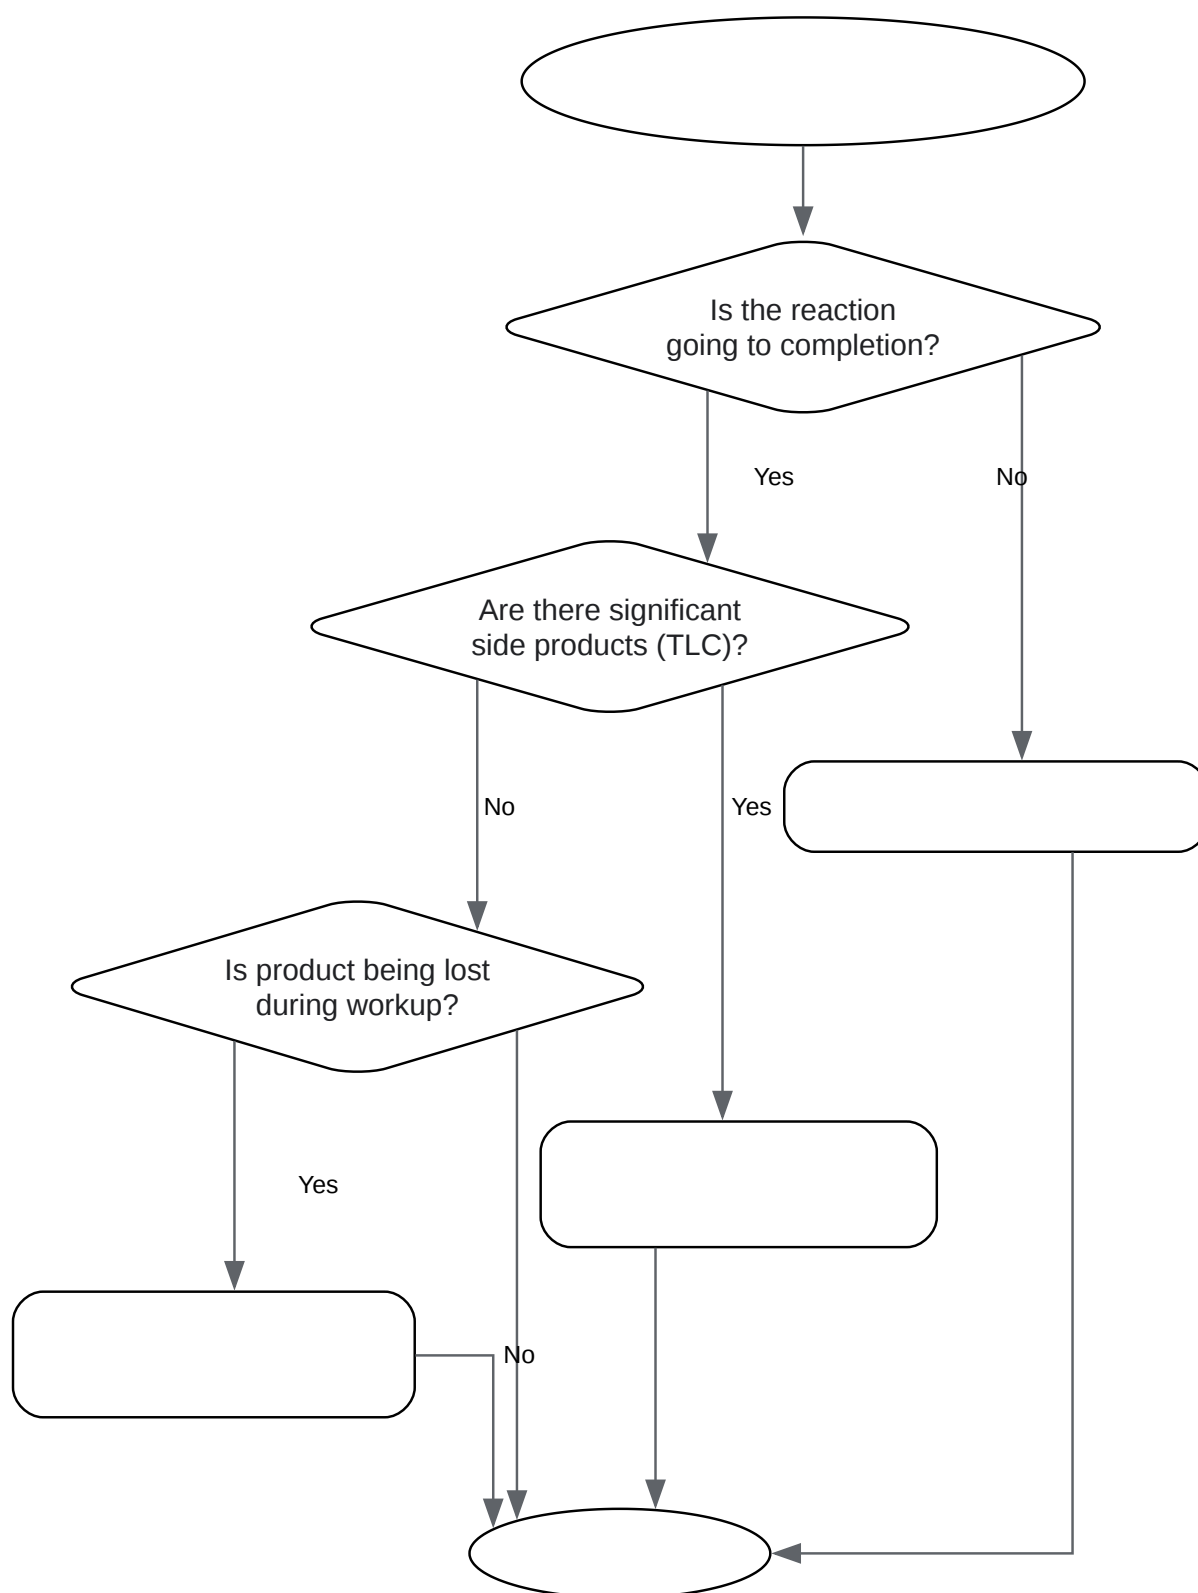 Is the reaction
going to completion?
Yes
No
Are there significant
side products (TLC)?
No
Yes
Is product being lost
during workup?
Yes
No